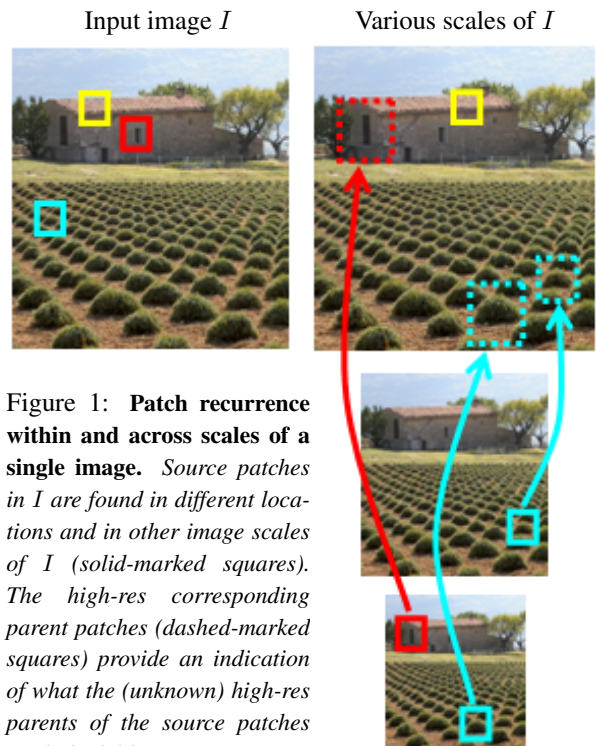 Input image I
Various scales of I
Figure 1: Patch recurrence
within and across scales of a
single image. Source patches
in I are found in different loca-
tions and in other image scales
of I (solid-marked squares).
The high-res corresponding
parent patches (dashed-marked
squares) provide an indication
of what the (unknown) high-res
parents of the source patches